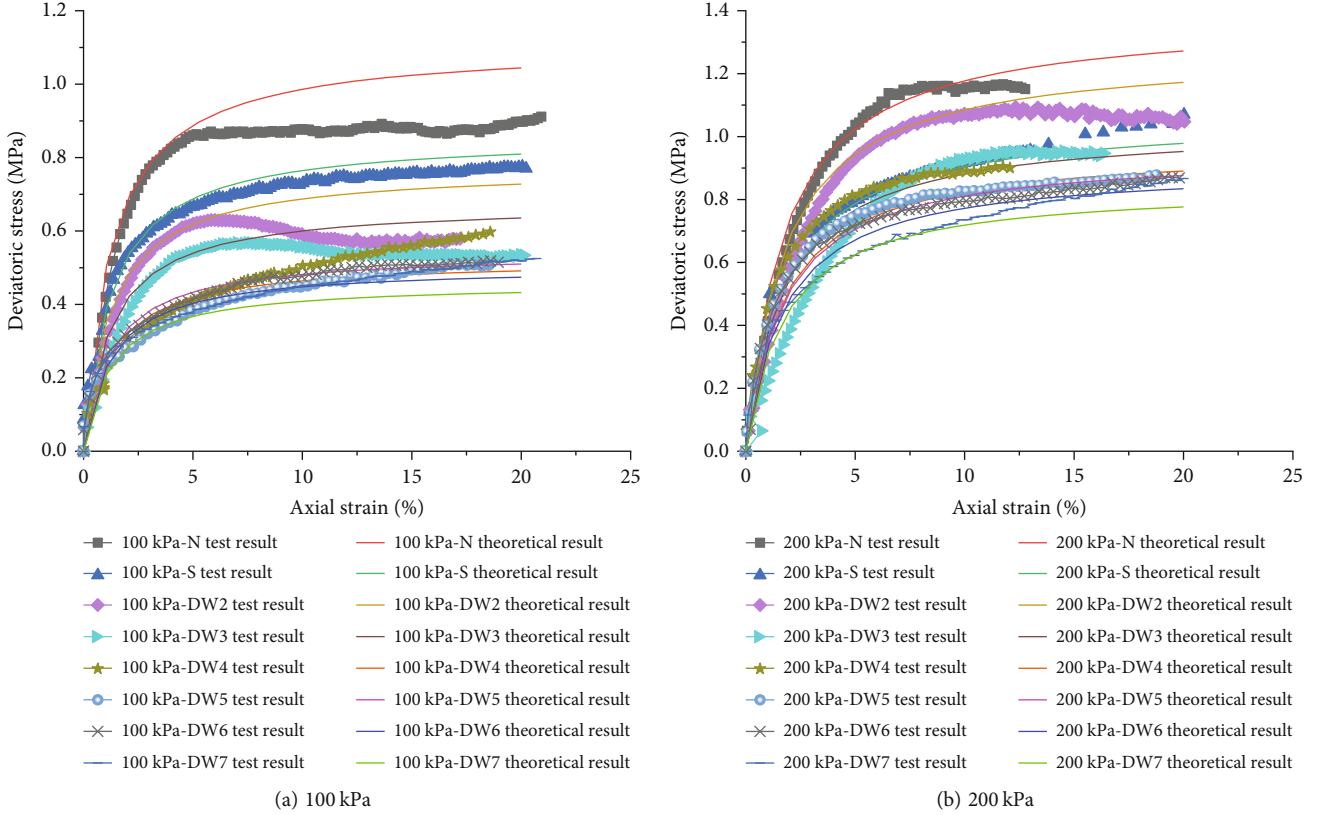 1.2
1.0
0.8
0.6
0.4
0.2
0.0
Deviatoric stress (MPa)
0 5 10 15 20 25
Axial strain (%)
100 kPa-N test result
100 kPa-S test result
100 kPa-DW2 test result
100 kPa-DW3 test result
100 kPa-DW4 test result
100 kPa-DW5 test result
100 kPa-DW6 test result
100 kPa-DW7 test result
100 kPa-N theoretical result
100 kPa-S theoretical result
100 kPa-DW2 theoretical result
100 kPa-DW3 theoretical result
100 kPa-DW4 theoretical result
100 kPa-DW5 theoretical result
100 kPa-DW6 theoretical result
100 kPa-DW7 theoretical result
(a) 100 kPa
1.4
1.2
1.0
0.8
0.6
0.4
0.2
0.0
Deviatoric stress (MPa)
0 5 10 15 20 25
Axial strain (%)
200 kPa-N test result
200 kPa-S test result
200 kPa-DW2 test result
200 kPa-DW3 test result
200 kPa-DW4 test result
200 kPa-DW5 test result
200 kPa-DW6 test result
200 kPa-DW7 test result
200 kPa-N theoretical result
200 kPa-S theoretical result
200 kPa-DW2 theoretical result
200 kPa-DW3 theoretical result
200 kPa-DW4 theoretical result
200 kPa-DW5 theoretical result
200 kPa-DW6 theoretical result
200 kPa-DW7 theoretical result
(b) 200 kPa